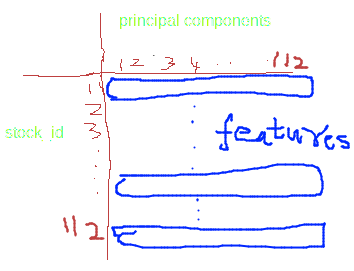 principal components
1 2 . 3 4 . . 112
1
2
stock_id 3
features
112